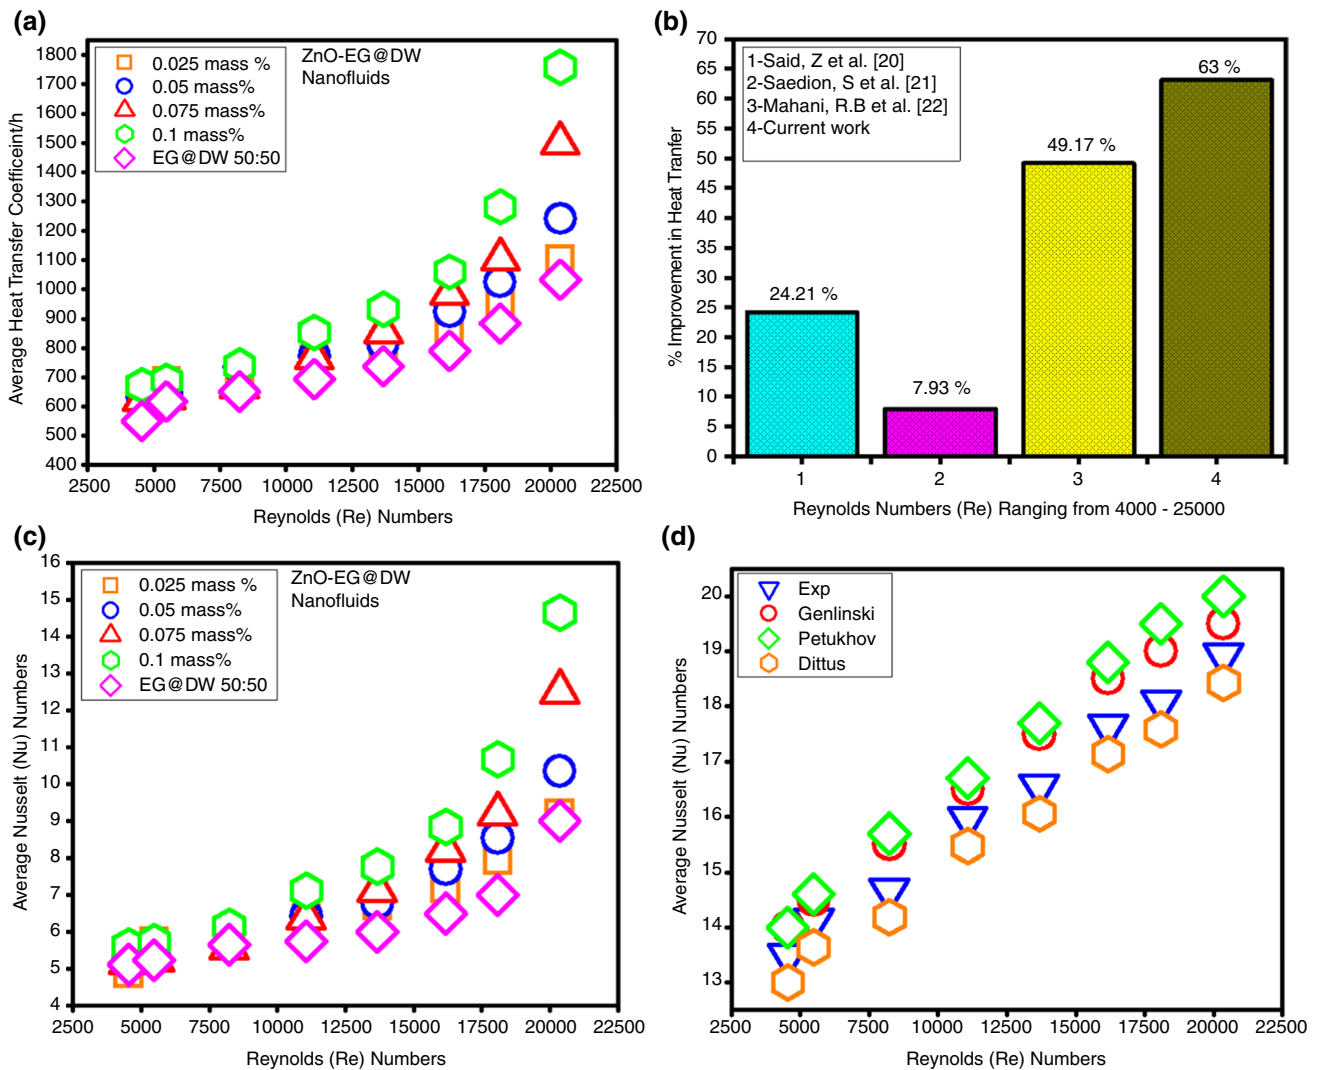 (a)
1800
1700
1600
1500
1400
1300
1200
1100
1000
900
800
700
600
500
400
2500 5000 7500 10000 12500 15000 17500 20000 22500
Average Heat Transfer Coefficeint/h
Reynolds (Re) Numbers
0.025 mass %
0.05 mass%
0.075 mass%
0.1 mass%
EG@DW 50:50
ZnO-EG@DW
Nanofluids
(b)
70
65
60
55
50
45
40
35
30
25
20
15
10
5
0
1 2 3 4
% Improvement in Heat Tranfer
Reynolds Numbers (Re) Ranging from 4000 - 25000
1-Said, Z et al. [20]
2-Saedion, S et al. [21]
3-Mahani, R.B et al. [22]
4-Current work
24.21 %
7.93 %
49.17 %
63 %
(c)
16
15
14
13
12
11
10
9
8
7
6
5
4
2500 5000 7500 10000 12500 15000 17500 20000 22500
Average Nusselt (Nu) Numbers
Reynolds (Re) Numbers
0.025 mass %
0.05 mass%
0.075 mass%
0.1 mass%
EG@DW 50:50
ZnO-EG@DW
Nanofluids
(d)
20
19
18
17
16
15
14
13
2500 5000 7500 10000 12500 15000 17500 20000 22500
Average Nusselt (Nu) Numbers
Reynolds (Re) Numbers
Exp
Genlinski
Petukhov
Dittus